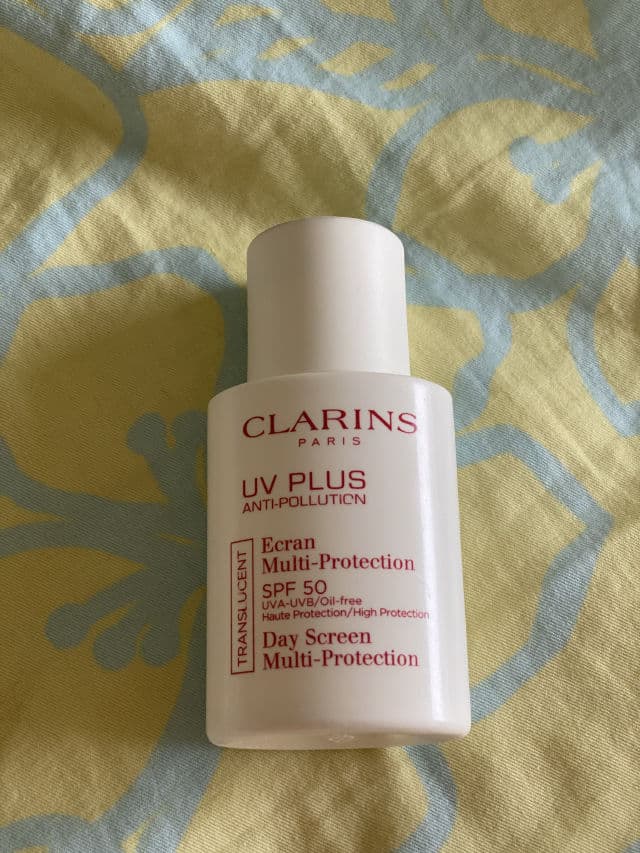 CLARINS
PARIS
UV PLUS
ANTI-POLLUTION
TRANSLUCENT
Ecran
Multi-Protection
SPF 50
UVA-UVB/Oil-free
Haute Protection/High Protection
Day Screen
Multi-Protection